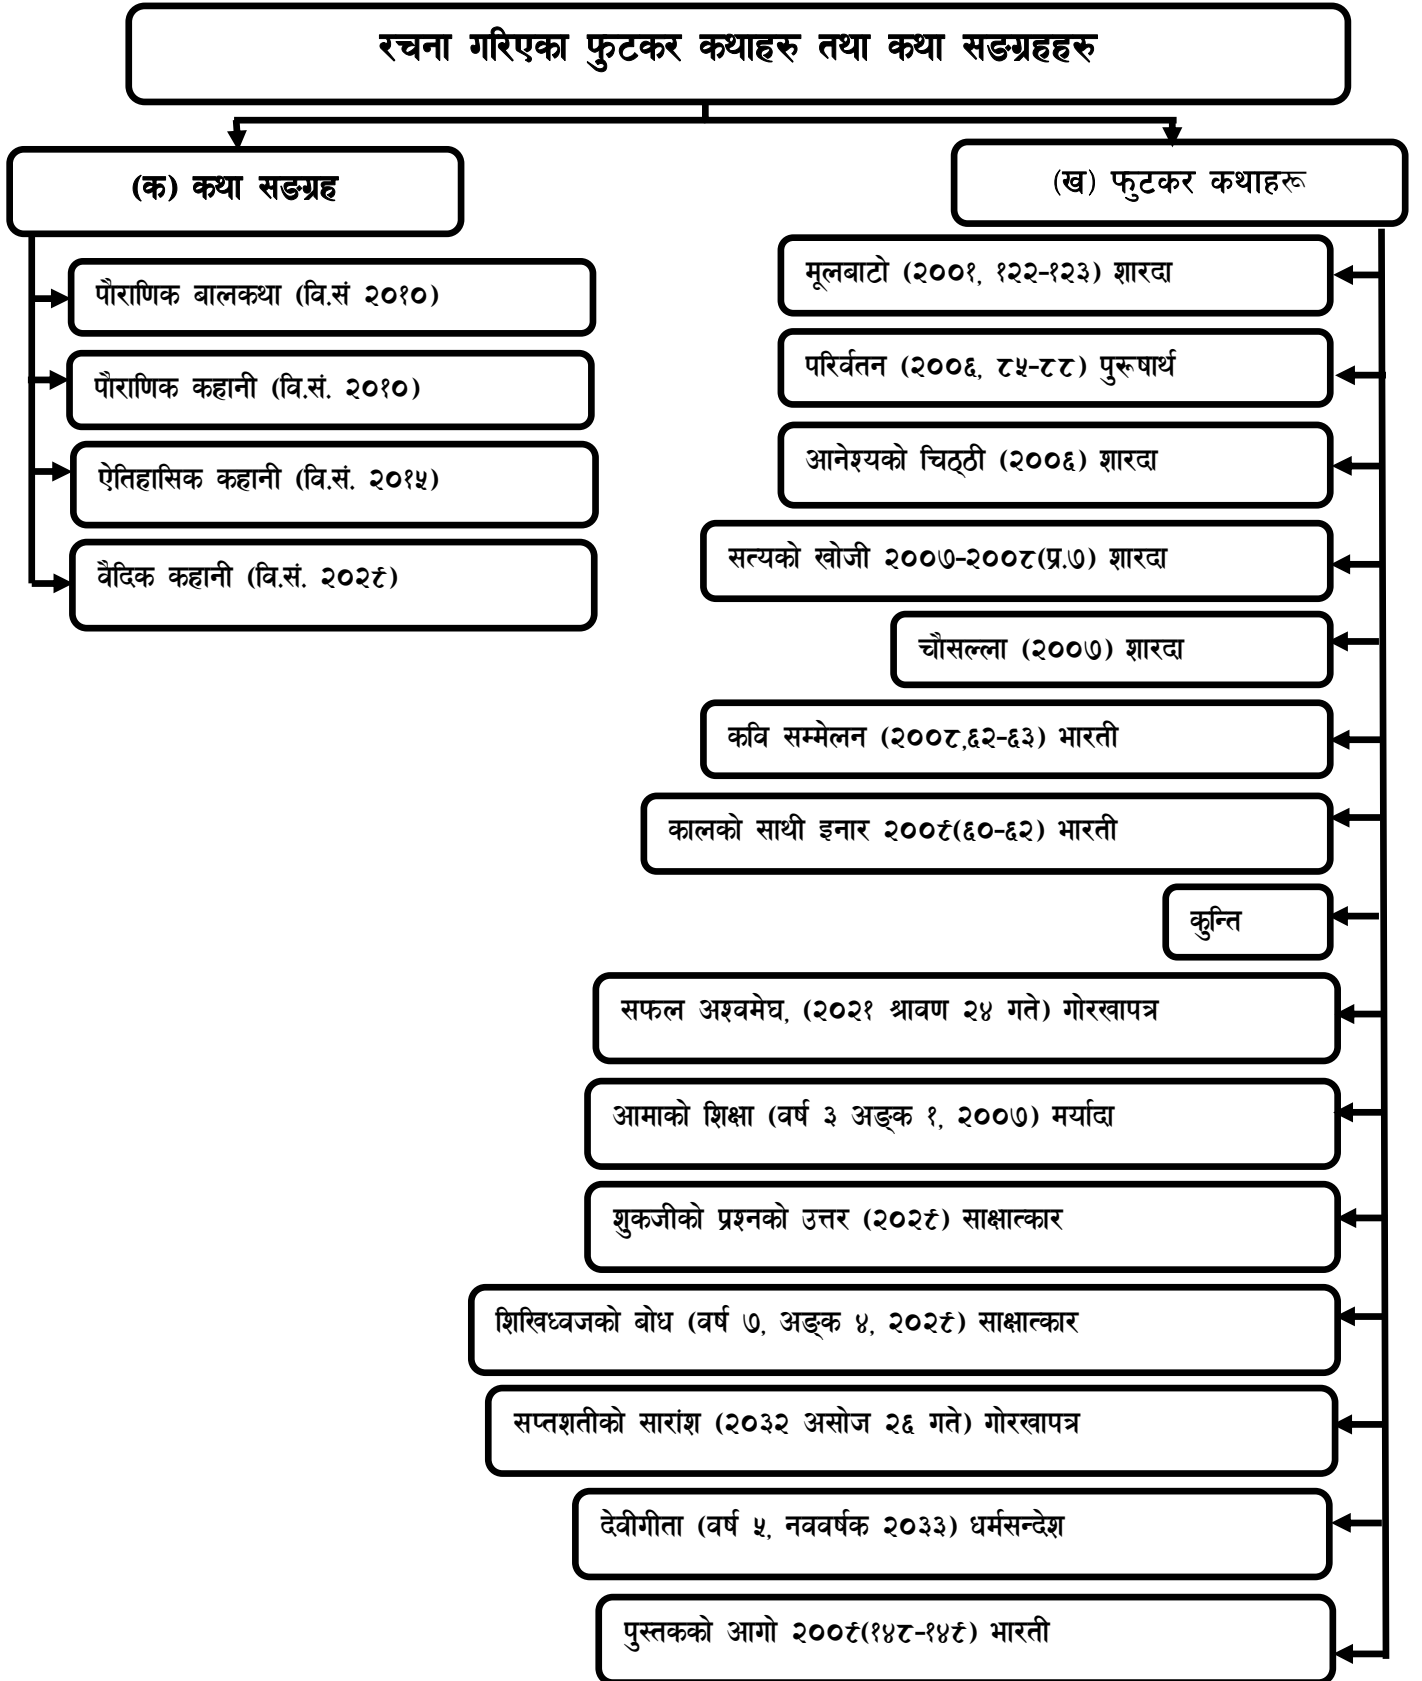 रचना गरिएका फुटकर कथाहरु तथा कथा सङग्रहहरु
(क) कथा सङग्रह
पौराणिक बालकथा (वि.सं २०१०)
पौराणिक कहानी (वि.सं. २०१०)
ऐतिहासिक कहानी (वि.सं. २०१५)
वैदिक कहानी (वि.सं. २०२९)
(ख) फुटकर कथाहरू
मूलबाटो (२००१, १२२-१२३) शारदा
परिर्वतन (२००६, ८५-८८) पुरूषार्थ
आनेश्यको चिठ्ठी (२००६) शारदा
सत्यको खोजी २००७-२००८(प्र.७) शारदा
चौसल्ला (२००७) शारदा
कवि सम्मेलन (२००८,६२-६३) भारती
कालको साथी इनार २००९(६०-६२) भारती
कुन्ति
सफल अश्वमेघ, (२०२१ श्रावण २४ गते) गोरखापत्र
आमाको शिक्षा (वर्ष ३ अङ्क १, २००७) मर्यादा
शुकजीको प्रश्नको उत्तर (२०२९) साक्षात्कार
शिखिध्वजको बोध (वर्ष ७, अङ्क ४, २०२९) साक्षात्कार
सप्तशतीको सारांश (२०३२ असोज २६ गते) गोरखापत्र
देवीगीता (वर्ष ५, नववर्षक २०३३) धर्मसन्देश
पुस्तकको आगो २००९(१४८-१४९) भारती